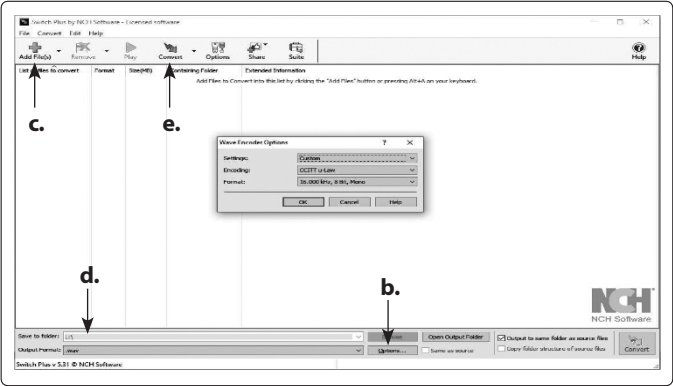 Switch Plus by NCH Software - Licensed software
File Convert Edit Help
Add File(s) Remove Play Convert Options Share Suite Help
List of files to convert Format Size(MB) Containing Folder Extended Information
Add Files to Convert into this list by clicking the "Add Files" button or pressing Alt+A on your keyboard.
c. e.
Wave Encoder Options ?
Settings: Custom
Encoding: CCITT u-Law
Format: 16.000 kHz, 8 Bit, Mono
OK Cancel Help
d. b.
NCH
NCH Software
Save to folder: Open Output Folder Output to same folder as source files
Output Format: .wav Options... Same as source Copy folder structure of source files Convert
Switch Plus v 5.31 © NCH Software